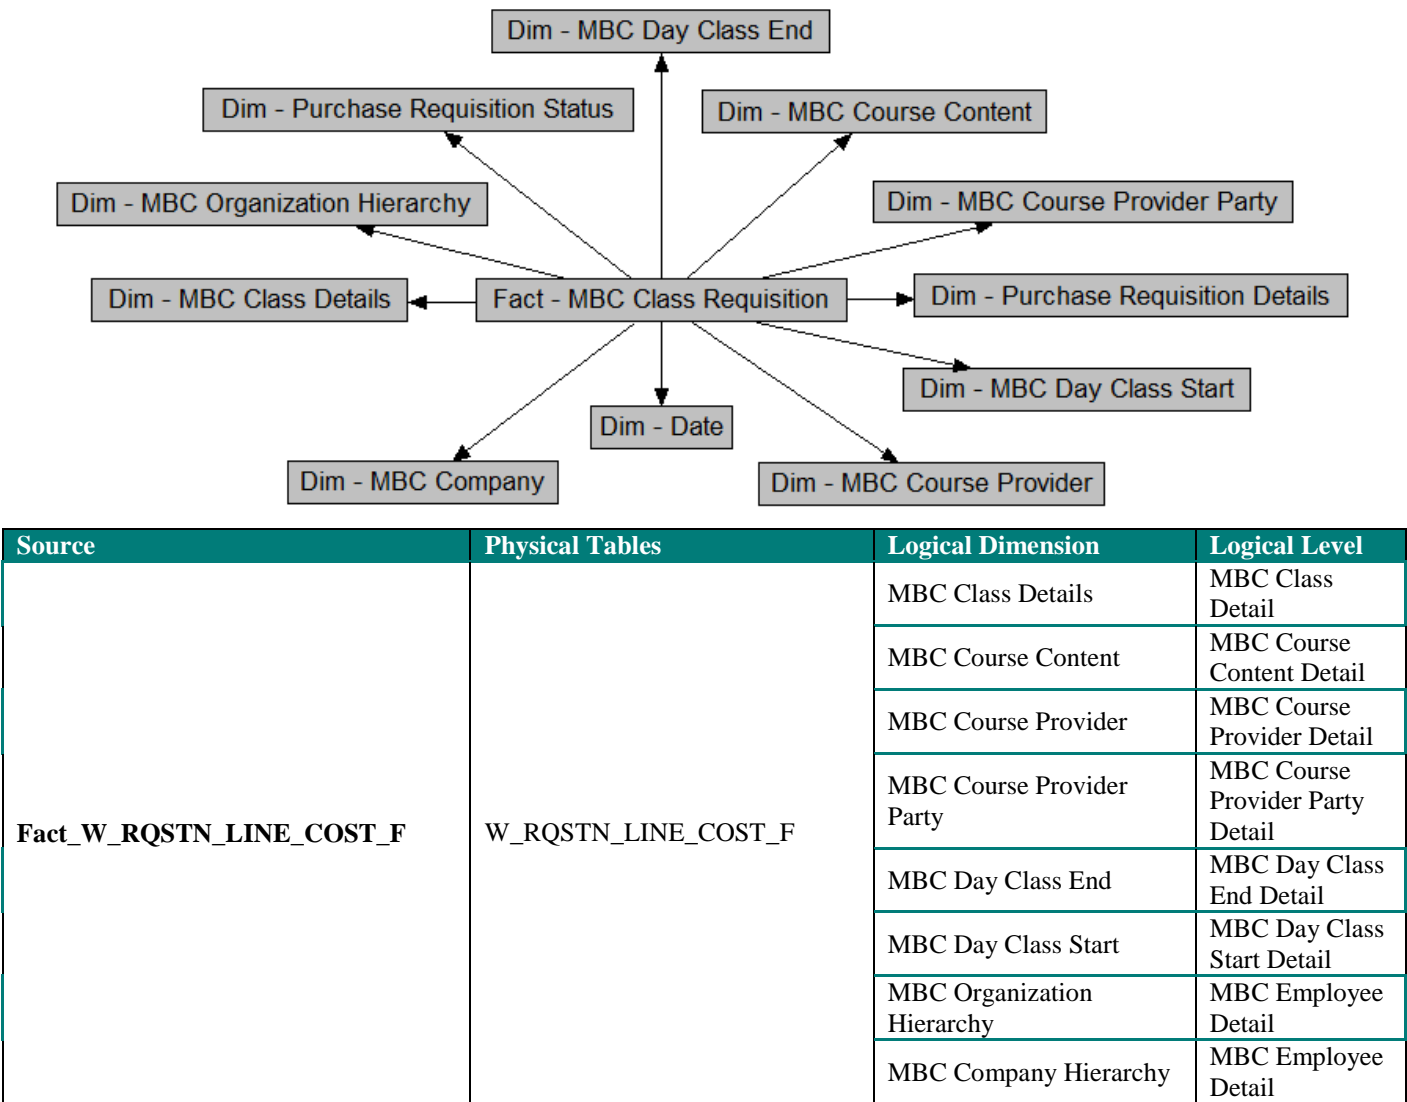 Dim - MBC Day Class End
Dim - Purchase Requisition Status
Dim - MBC Course Content
Dim - MBC Organization Hierarchy
Dim - MBC Course Provider Party
Dim - MBC Class Details
Fact - MBC Class Requisition
Dim - Purchase Requisition Details
Dim - MBC Day Class Start
Dim - Date
Dim - MBC Company
Dim - MBC Course Provider
Source
Physical Tables
Logical Dimension
Logical Level
Fact_W_RQSTN_LINE_COST_F
W_RQSTN_LINE_COST_F
MBC Class Details
MBC Class
Detail
MBC Course Content
MBC Course
Content Detail
MBC Course Provider
MBC Course
Provider Detail
MBC Course Provider
Party
MBC Course
Provider Party
Detail
MBC Day Class End
MBC Day Class
End Detail
MBC Day Class Start
MBC Day Class
Start Detail
MBC Organization
Hierarchy
MBC Employee
Detail
MBC Company Hierarchy
MBC Employee
Detail